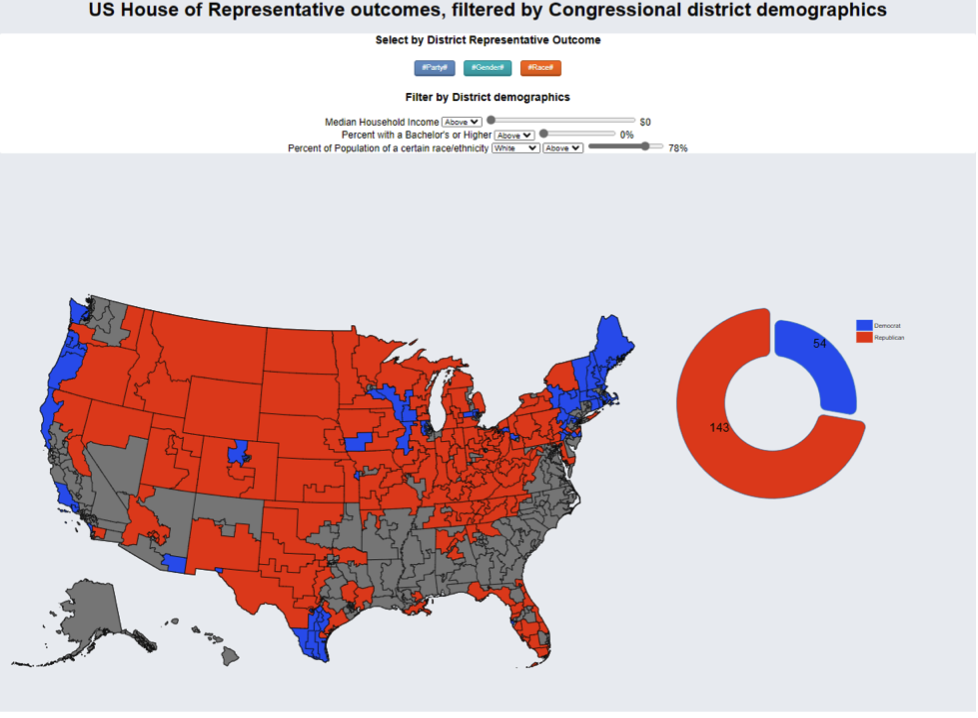 US House of Representative outcomes, filtered by Congressional district demographics
Select by District Representative Outcome
#Party# #Gender# #Race#
Filter by District demographics
Median Household Income Above $0
Percent with a Bachelor's or Higher Above 0%
Percent of Population of a certain race/ethnicity White Above 78%
54
Democrat
Republican
143